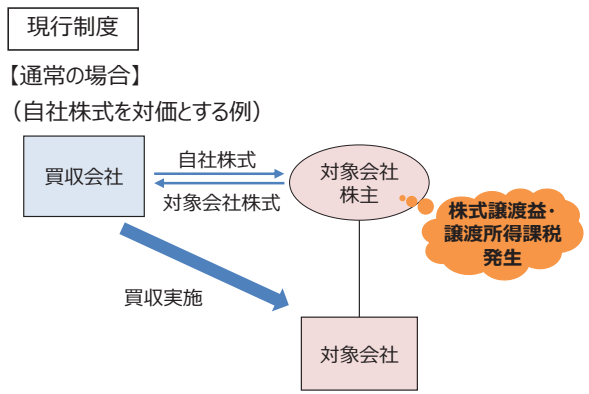 現行制度
【通常の場合】
（自社株式を対価とする例）
買収会社
自社株式
対象会社株式
対象会社
株主
株式譲渡益・
譲渡所得課税
発生
買収実施
対象会社